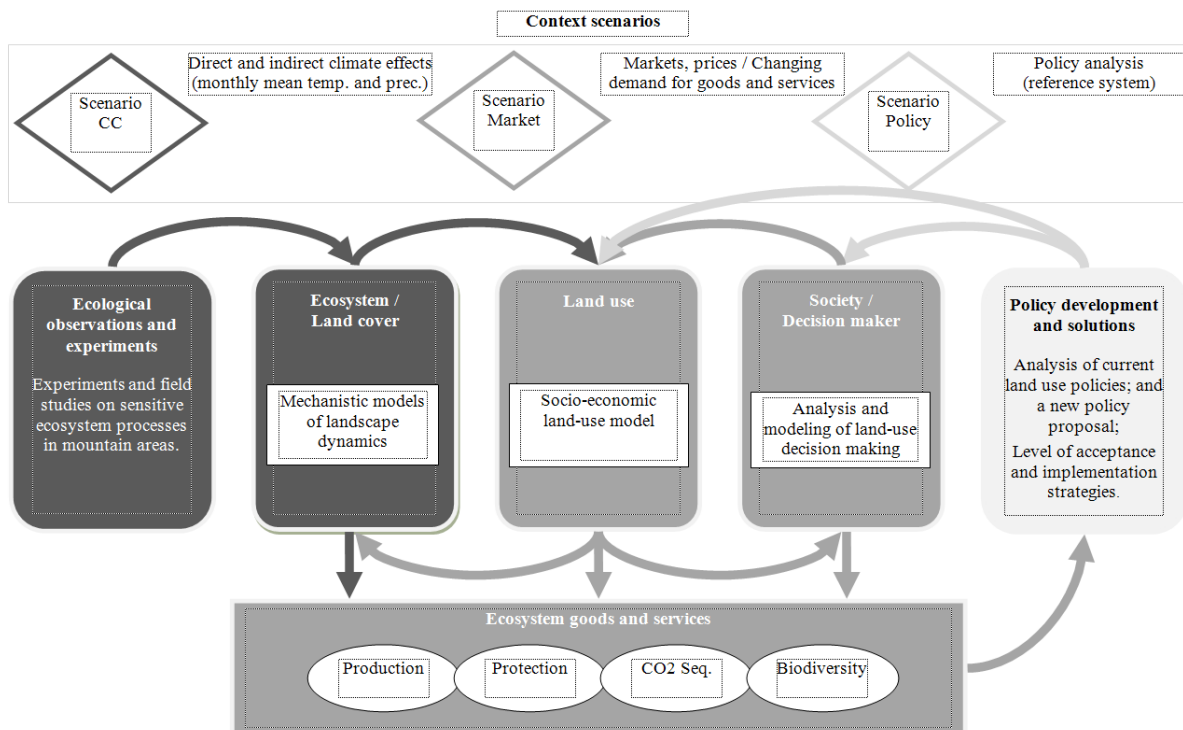 Context scenarios
Scenario
CC
Direct and indirect climate effects
(monthly mean temp. and prec.)
Scenario
Market
Markets, prices / Changing
demand for goods and services
Scenario
Policy
Policy analysis
(reference system)
Ecological
observations and
experiments
Experiments and field
studies on sensitive
ecosystem processes
in mountain areas.
Ecosystem /
Land cover
Mechanistic models
of landscape
dynamics
Land use
Socio-economic
land-use model
Society /
Decision maker
Analysis and
modeling of land-use
decision making
Policy development
and solutions
Analysis of current
land use policies; and
a new policy
proposal;
Level of acceptance
and implementation
strategies.
Ecosystem goods and services
Production
Protection
CO2 Seq.
Biodiversity